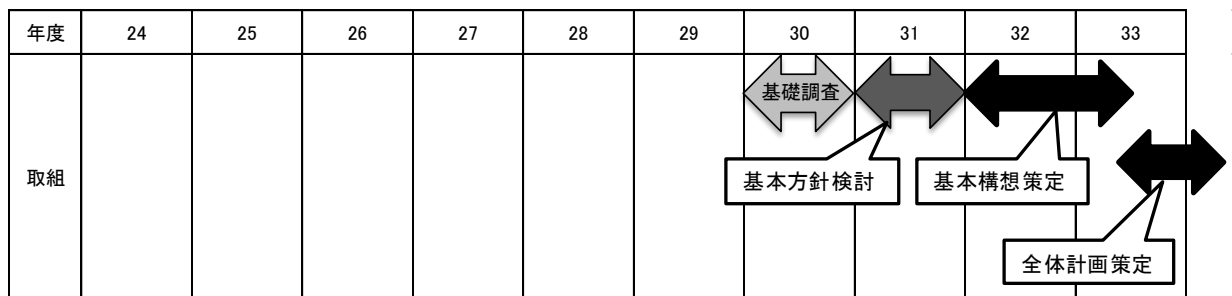 年度 24 25 26 27 28 29 30 31 32 33
取組
基礎調査
基本方針検討
基本構想策定
全体計画策定